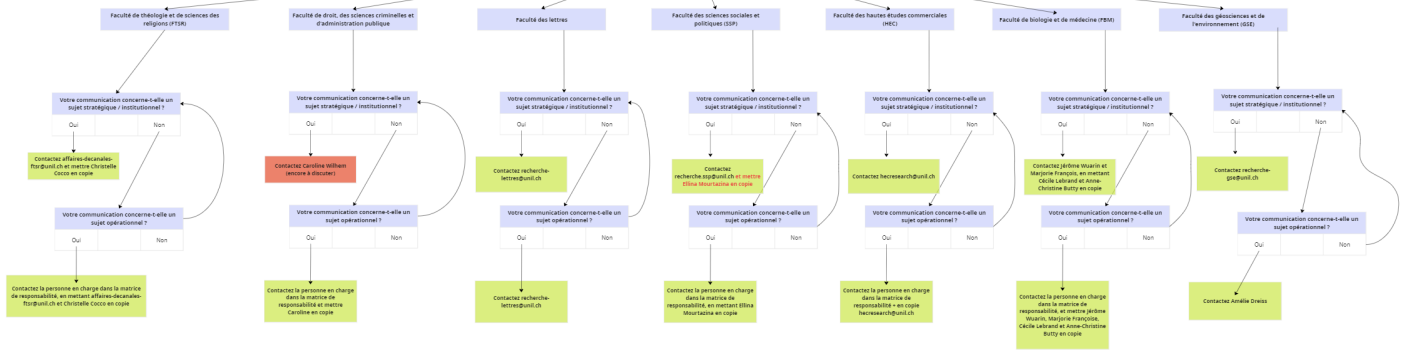 Faculté de théologie et de sciences des
religions (FTSR)
Votre communication concerne-t-elle un
sujet stratégique / institutionnel ?
Oui
Non
Contactez affaires-decanales-
ftsr@unil.ch et mettre Christelle
Cocco en copie
Votre communication concerne-t-elle un
sujet opérationnel ?
Oui
Non
Contactez la personne en charge dans la matrice
de responsabilité, en mettant affaires-decanales-
ftsr@unil.ch et Christelle Cocco en copie
Faculté de droit, des sciences criminelles et
d'administration publique
Votre communication concerne-t-elle un
sujet stratégique / institutionnel ?
Oui
Non
Contactez Caroline Wilhem
(encore à discuter)
Votre communication concerne-t-elle un
sujet opérationnel ?
Oui
Non
Contactez la personne en charge
dans la matrice de
responsabilité et mettre
Caroline en copie
Faculté des lettres
Votre communication concerne-t-elle un
sujet stratégique / institutionnel ?
Oui
Non
Contactez recherche-
lettres@unil.ch
Votre communication concerne-t-elle un
sujet opérationnel ?
Oui
Non
Contactez recherche-
lettres@unil.ch
Faculté des sciences sociales et
politiques (SSP)
Votre communication concerne-t-elle un
sujet stratégique / institutionnel ?
Oui
Non
Contactez
recherche.ssp@unil.ch et mettre
Ellina Mourtazina en copie
Votre communication concerne-t-elle un
sujet opérationnel ?
Oui
Non
Contactez la personne en charge
dans la matrice de
responsabilité, en mettant Ellina
Mourtazina en copie
Faculté des hautes études commerciales
(HEC)
Votre communication concerne-t-elle un
sujet stratégique / institutionnel ?
Oui
Non
Contactez hecresearch@unil.ch
Votre communication concerne-t-elle un
sujet opérationnel ?
Oui
Non
Contactez la personne en charge
dans la matrice de
responsabilité + en copie
hecresearch@unil.ch
Faculté de biologie et de médecine (FBM)
Votre communication concerne-t-elle un
sujet stratégique / institutionnel ?
Oui
Non
Contactez Jérôme Wuarin et
Marjorie François, en mettant
Cécile Lebrand et Anne-
Christine Butty en copie
Votre communication concerne-t-elle un
sujet opérationnel ?
Oui
Non
Contactez la personne en charge
dans la matrice de
responsabilité, et mettre Jérôme
Wuarin, Marjorie Françoise,
Cécile Lebrand et Anne-Christine
Butty en copie
Faculté des géosciences et de
l'environnement (GSE)
Votre communication concerne-t-elle un
sujet stratégique / institutionnel ?
Oui
Non
Contactez recherche-
gse@unil.ch
Votre communication concerne-t-elle un
sujet opérationnel ?
Oui
Non
Contactez Amélie Dreiss